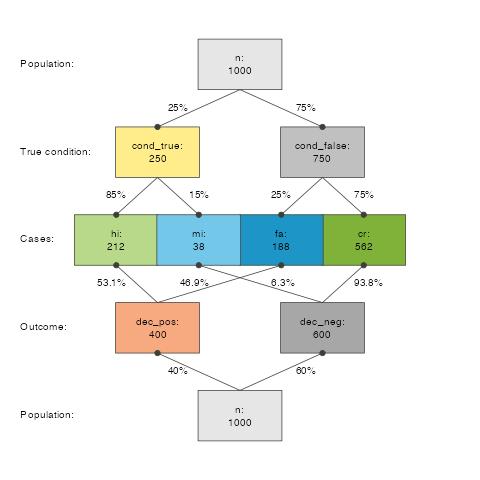 Population:
n:
1000
25%
75%
True condition:
cond_true:
250
cond_false:
750
85%
15%
25%
75%
Cases:
hi:
212
mi:
38
fa:
188
cr:
562
53.1%
46.9%
6.3%
93.8%
Outcome:
dec_pos:
400
dec_neg:
600
40%
60%
Population:
n:
1000